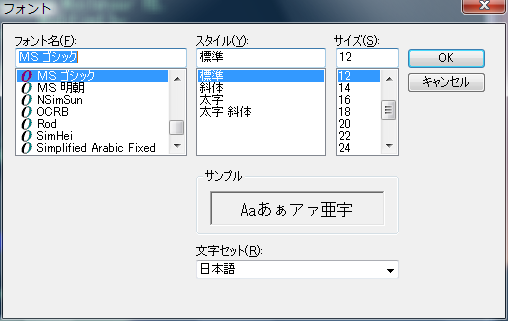 フォント
フォント名(F):
MS ゴシック
MS ゴシック
MS 明朝
NSimSun
OCRB
Rod
SimHei
Simplified Arabic Fixed
スタイル(Y):
標準
標準
斜体
太字
太字 斜体
サイズ(S):
12
12
14
16
18
20
22
24
OK
キャンセル
サンプル
Aaあぁアァ亜宇
文字セット(R):
日本語